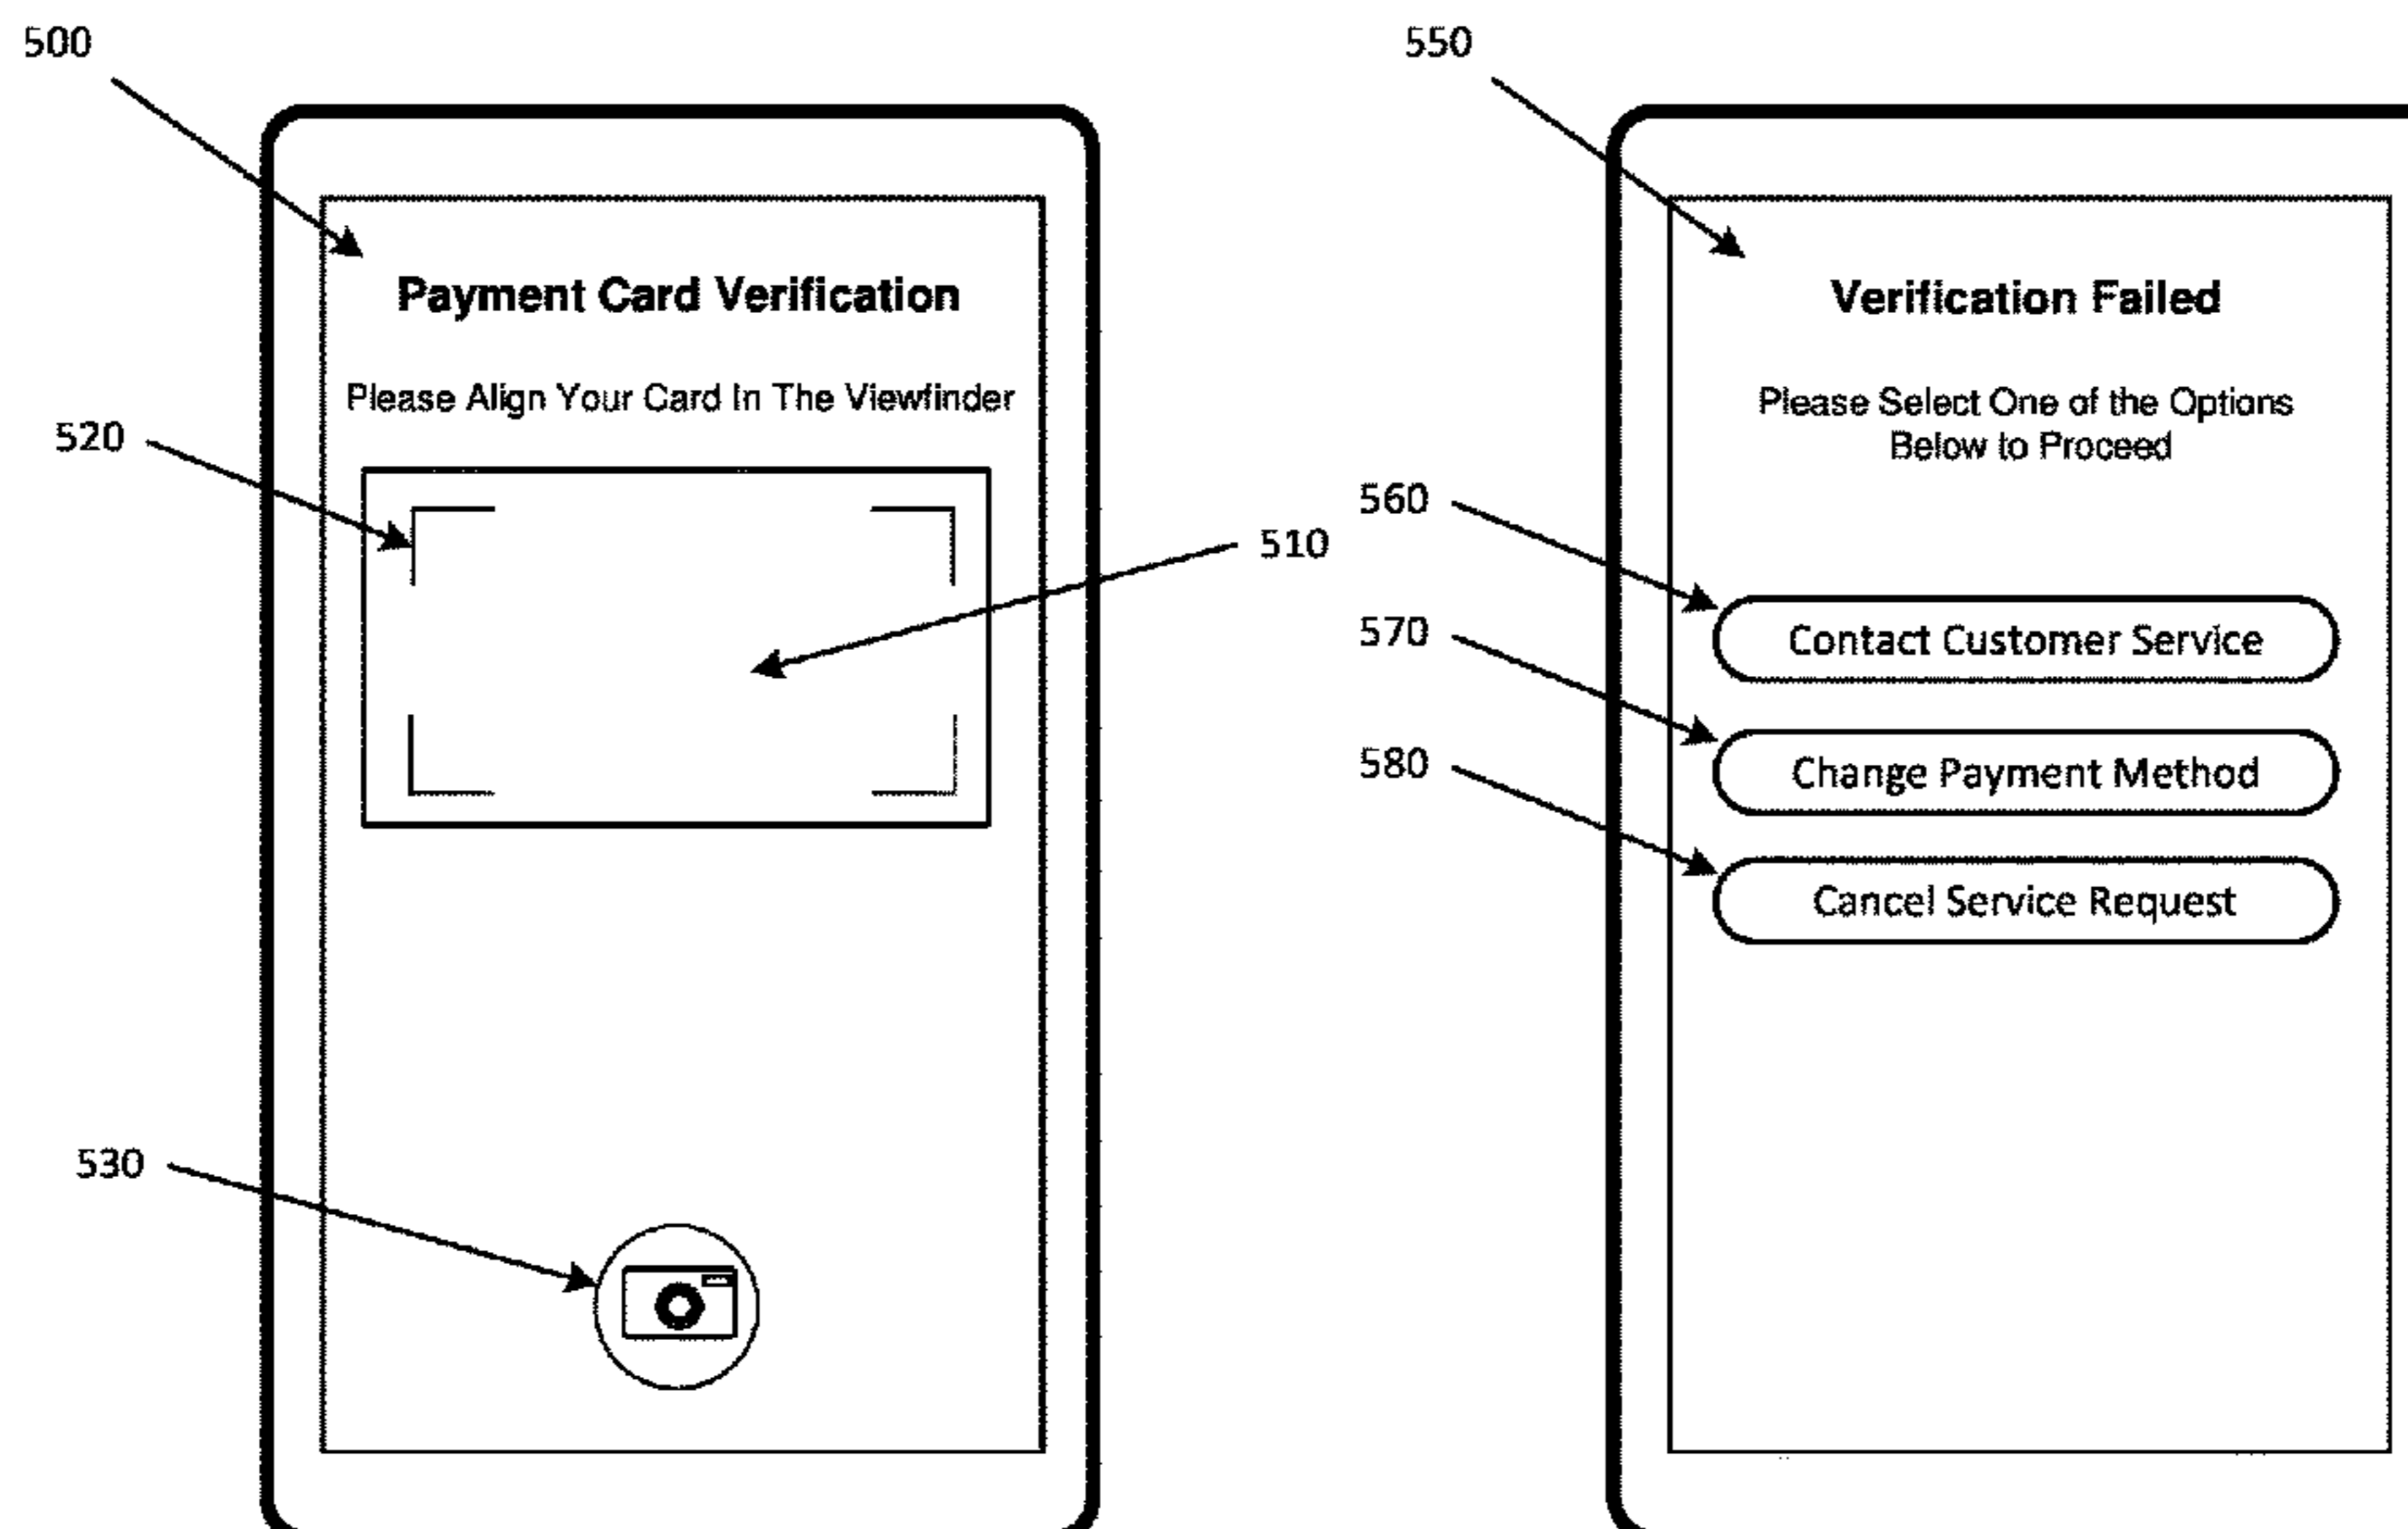 500
Payment Card Verification
Please Align Your Card In The Viewfinder
520
510
530
550
Verification Failed
Please Select One of the Options
Below to Proceed
560
Contact Customer Service
570
Change Payment Method
580
Cancel Service Request